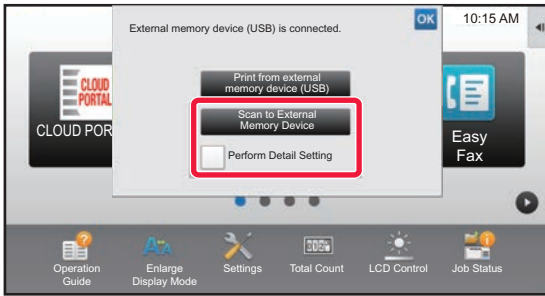 External memory device (USB) is connected.
OK
10:15 AM
Print from external
memory device (USB)
CLOUD
PORTAL
Scan to External
Memory Device
CLOUD POR
Easy
Fax
Perform Detail Setting
Operation
Guide
Enlarge
Display Mode
Settings
Total Count
LCD Control
Job Status